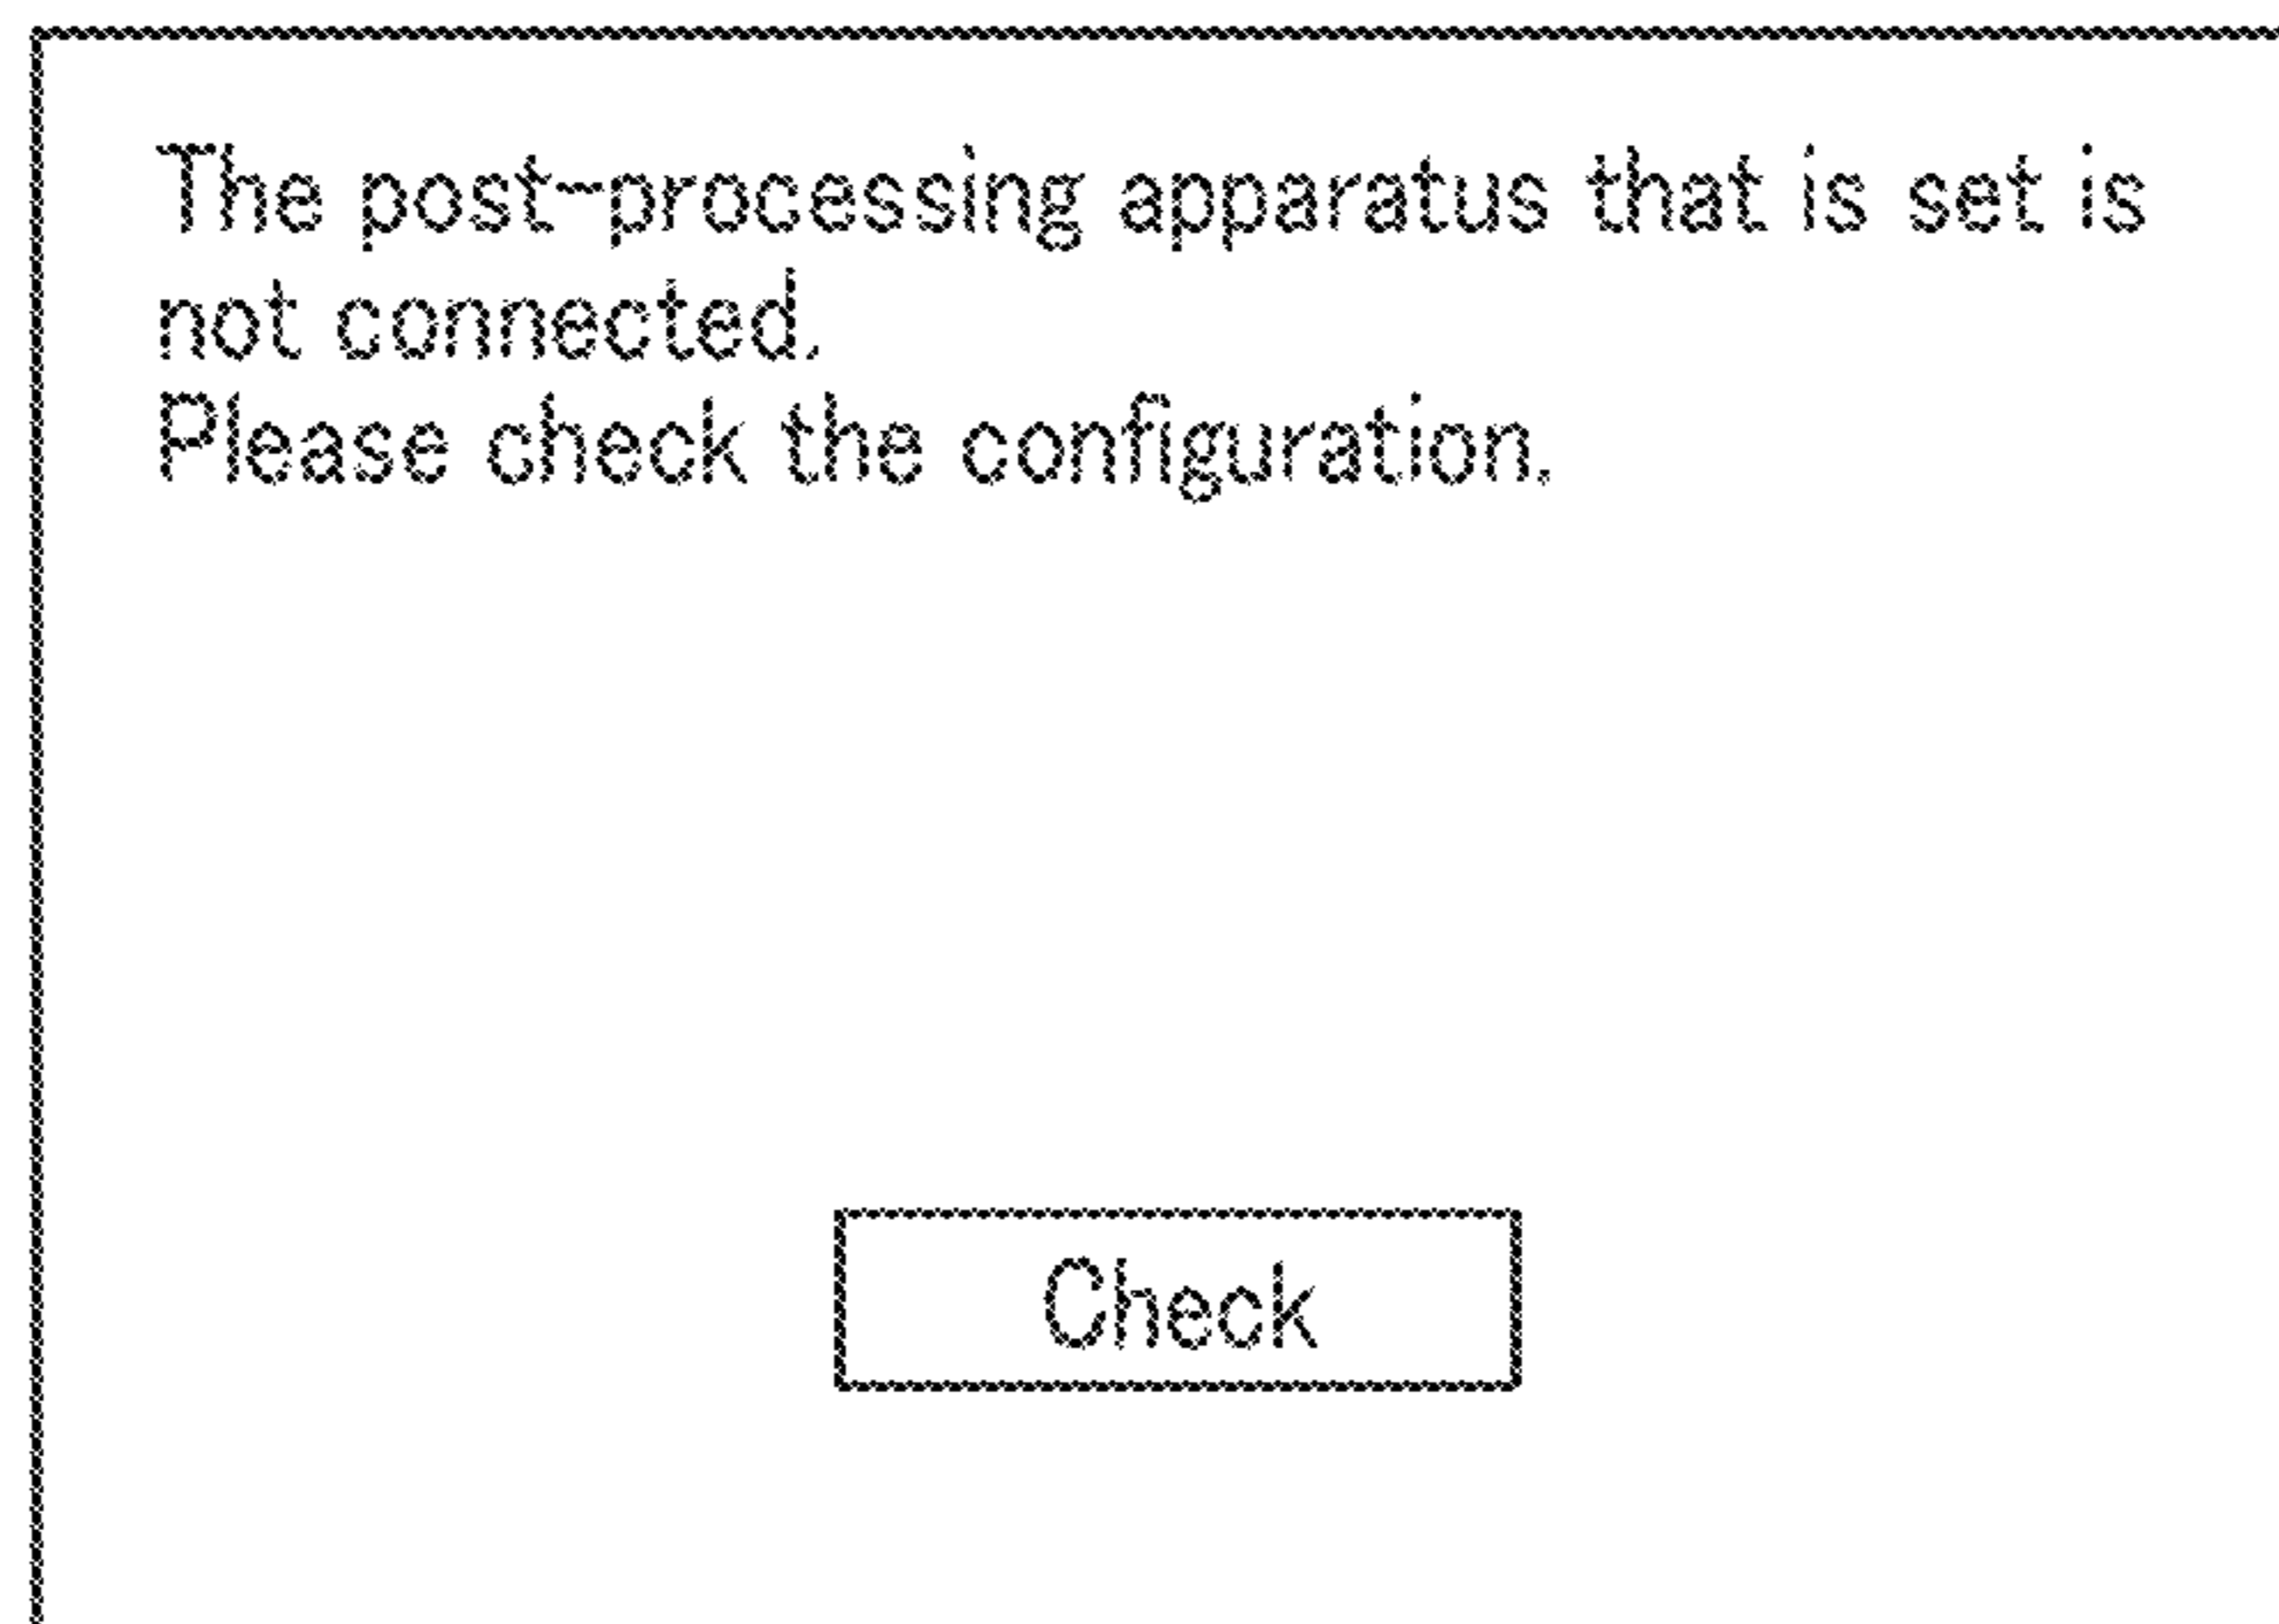 The post-processing apparatus that is set is
not connected.
Please check the configuration.
Check